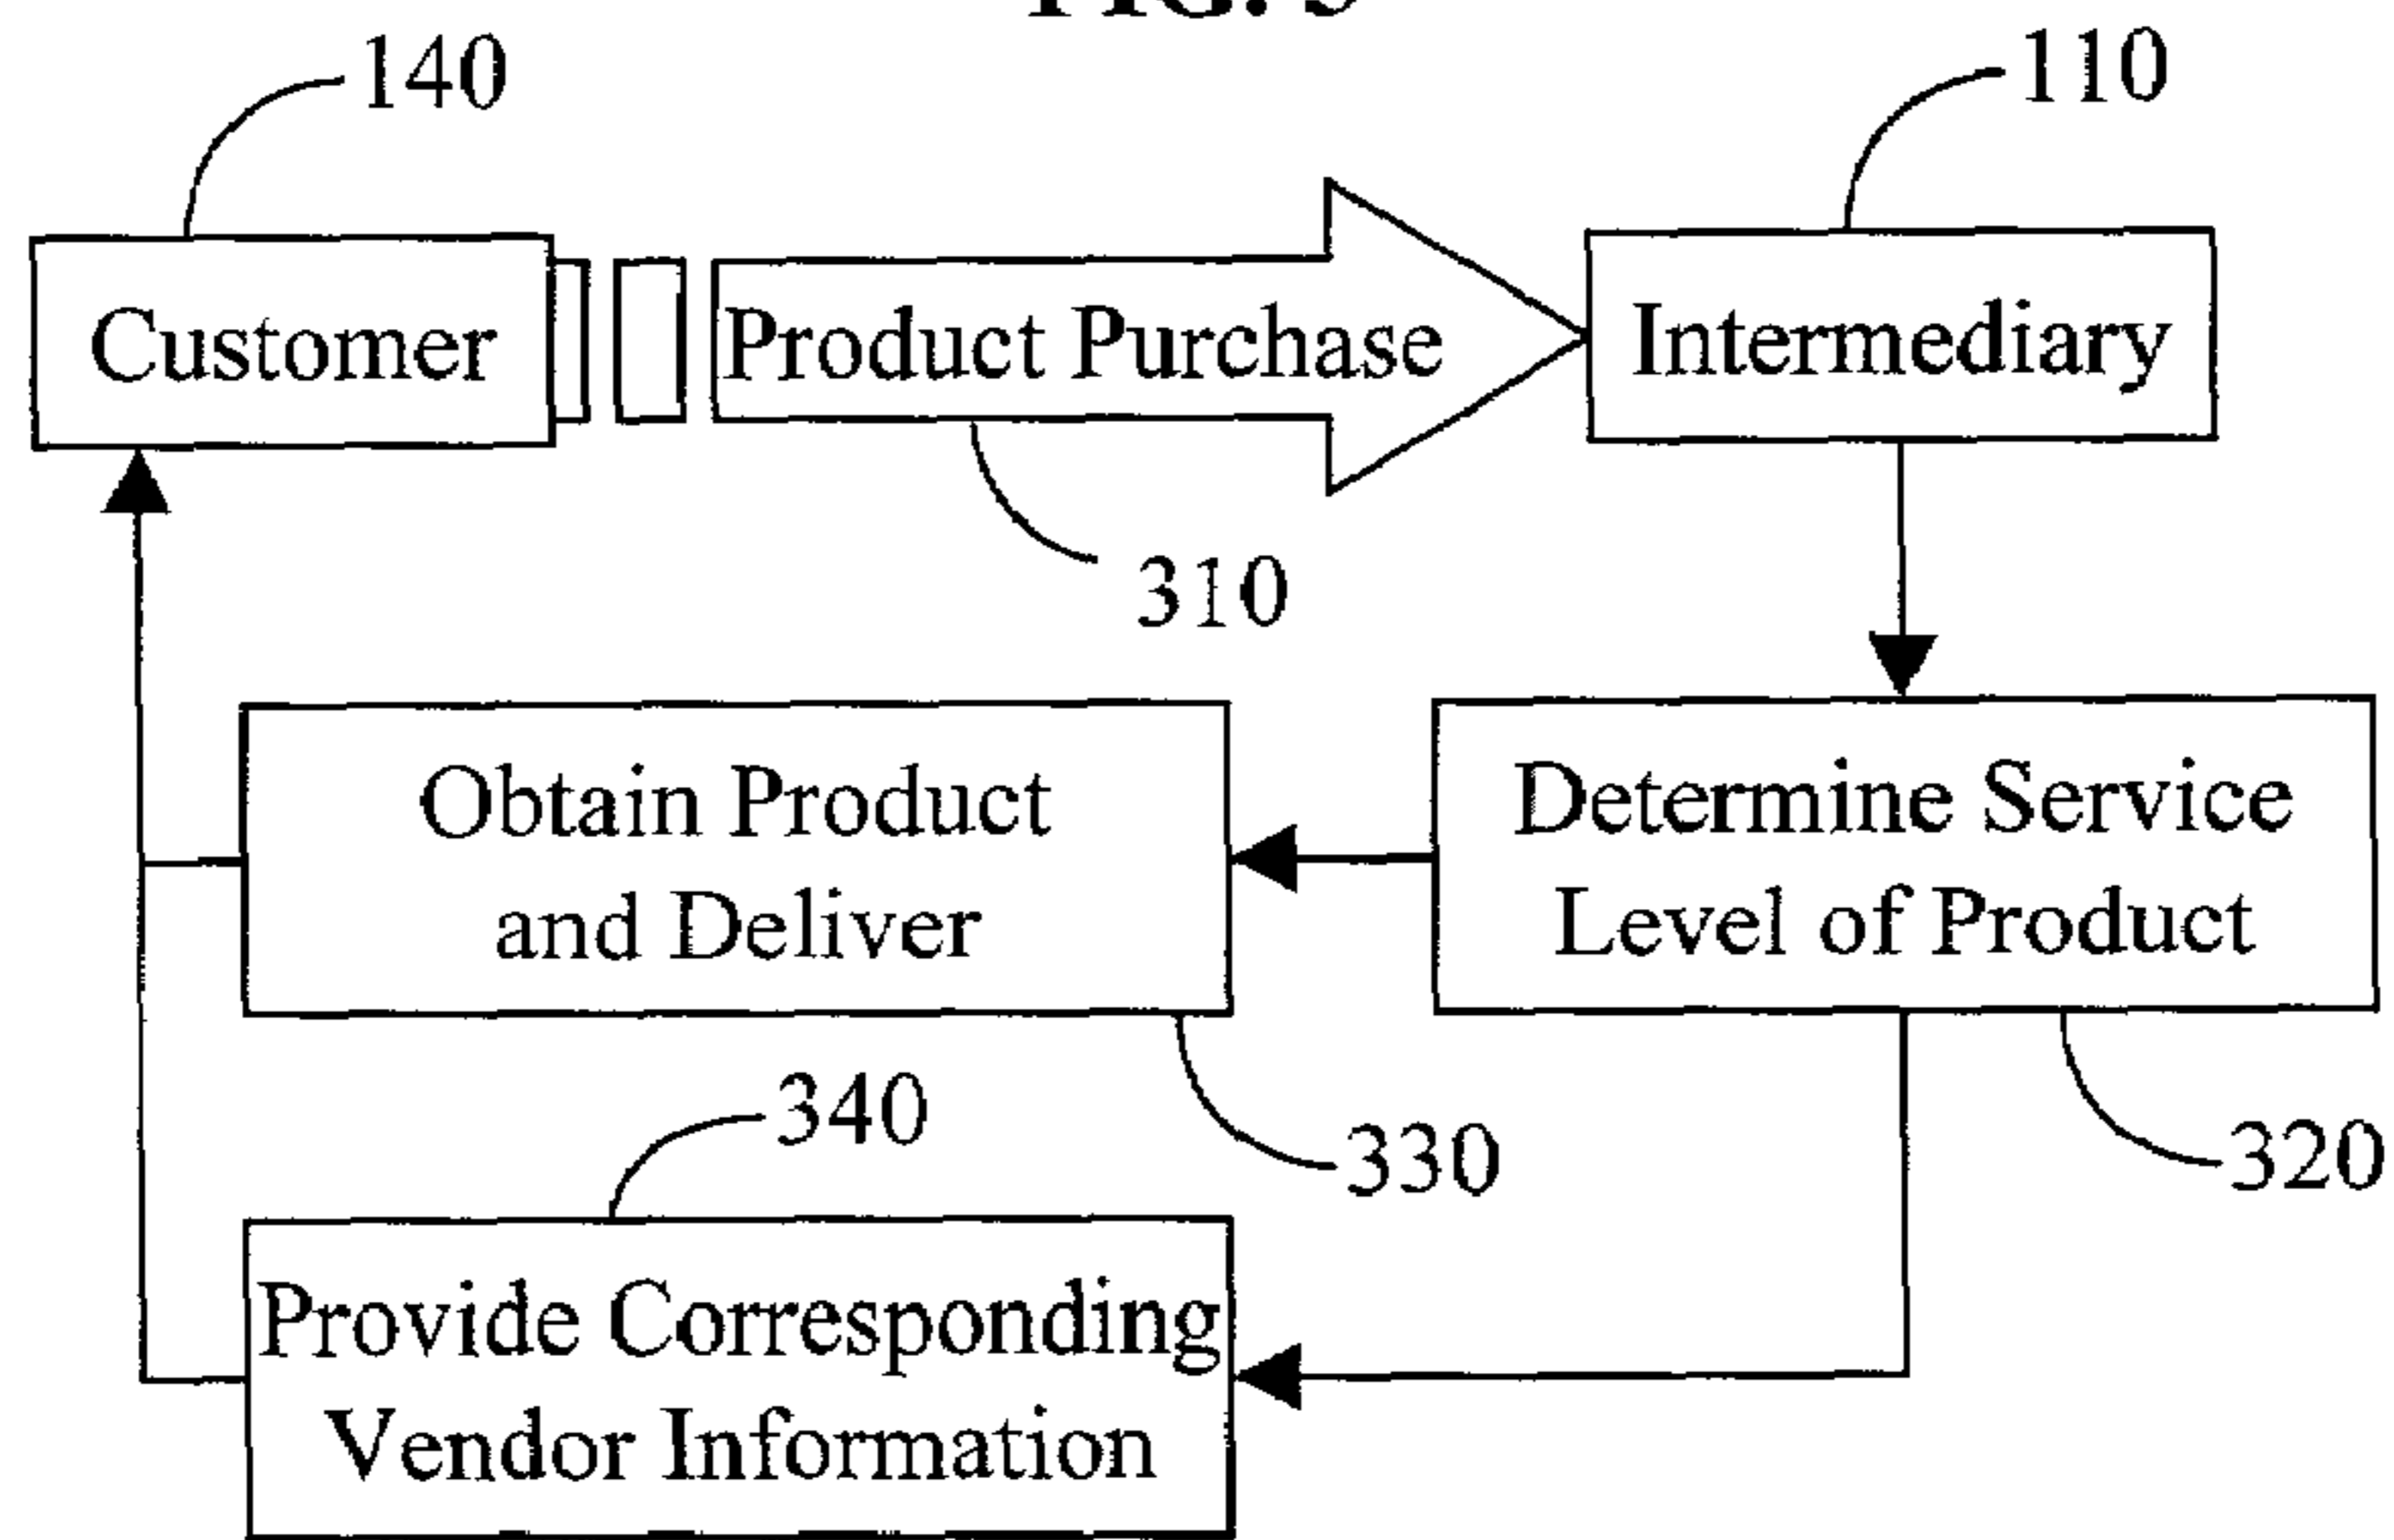 140
110
Customer
Product Purchase
Intermediary
310
Obtain Product
and Deliver
Determine Service
Level of Product
340
330
320
Provide Corresponding
Vendor Information